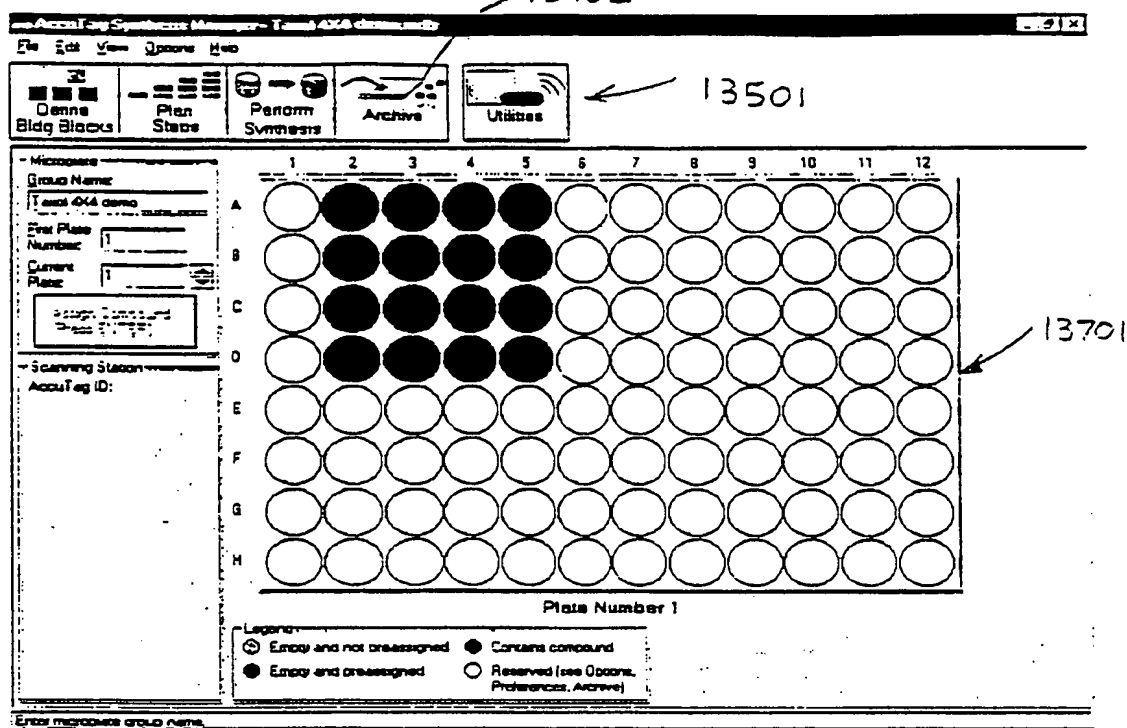 AccuTag Synthesis Manager - Taxol 4X4 demo.mdb
File Edit View Options Help
Define Bldg Blocks
Plan Steps
Perform Synthesis
Archive
Utilities
13501
Microplate
Group Name:
Taxol 4X4 demo
First Plate Number: 1
Current Plate: 1
Assign Compound
AccuTag ID:
Scanning Station
1 2 3 4 5 6 7 8 9 10 11 12
A
B
C
D
E
F
G
H
13701
Plate Number 1
Legend
Empty and not preassigned
Contains compound
Empty and preassigned
Reserved (see Options,
Preferences, Archive)
Enter microplate group name.